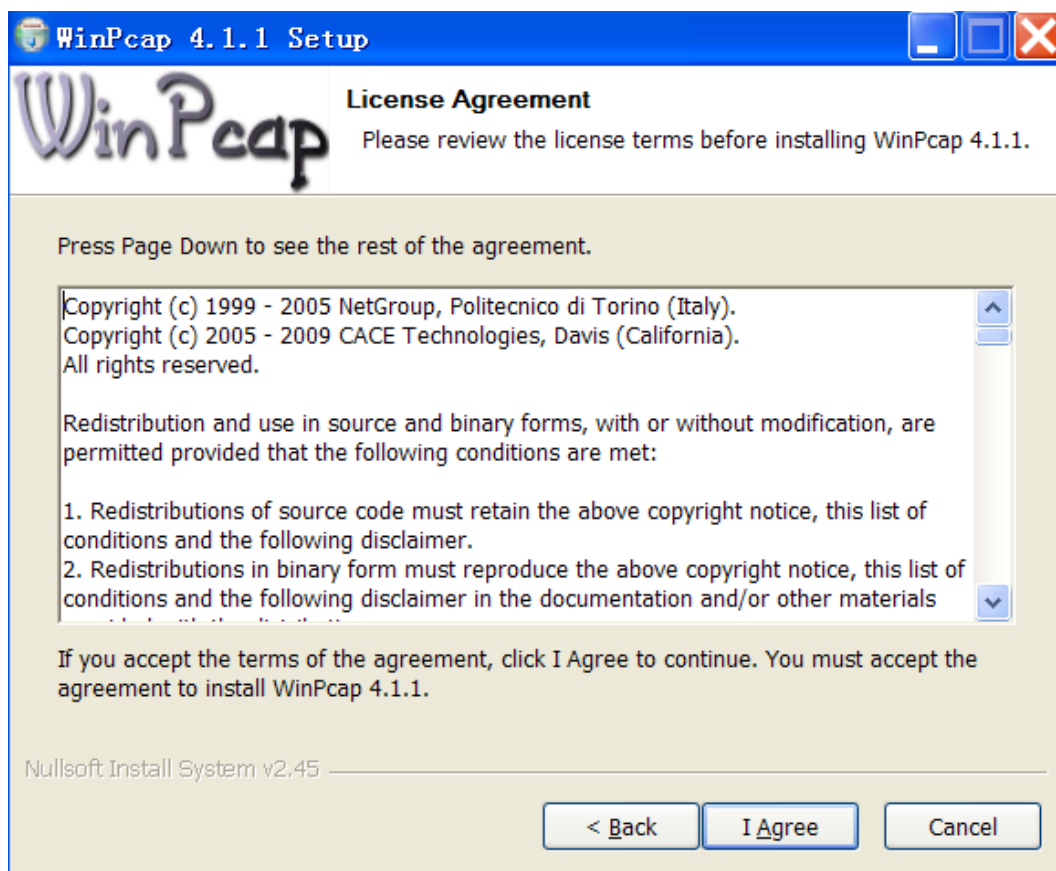 WinPcap 4.1.1 Setup
WinPcap
License Agreement
Please review the license terms before installing WinPcap 4.1.1.
Press Page Down to see the rest of the agreement.
Copyright (c) 1999 - 2005 NetGroup, Politecnico di Torino (Italy).
Copyright (c) 2005 - 2009 CACE Technologies, Davis (California).
All rights reserved.
Redistribution and use in source and binary forms, with or without modification, are
permitted provided that the following conditions are met:
1. Redistributions of source code must retain the above copyright notice, this list of
conditions and the following disclaimer.
2. Redistributions in binary form must reproduce the above copyright notice, this list of
conditions and the following disclaimer in the documentation and/or other materials
If you accept the terms of the agreement, click I Agree to continue. You must accept the
agreement to install WinPcap 4.1.1.
Nullsoft Install System v2.45
< Back
I Agree
Cancel